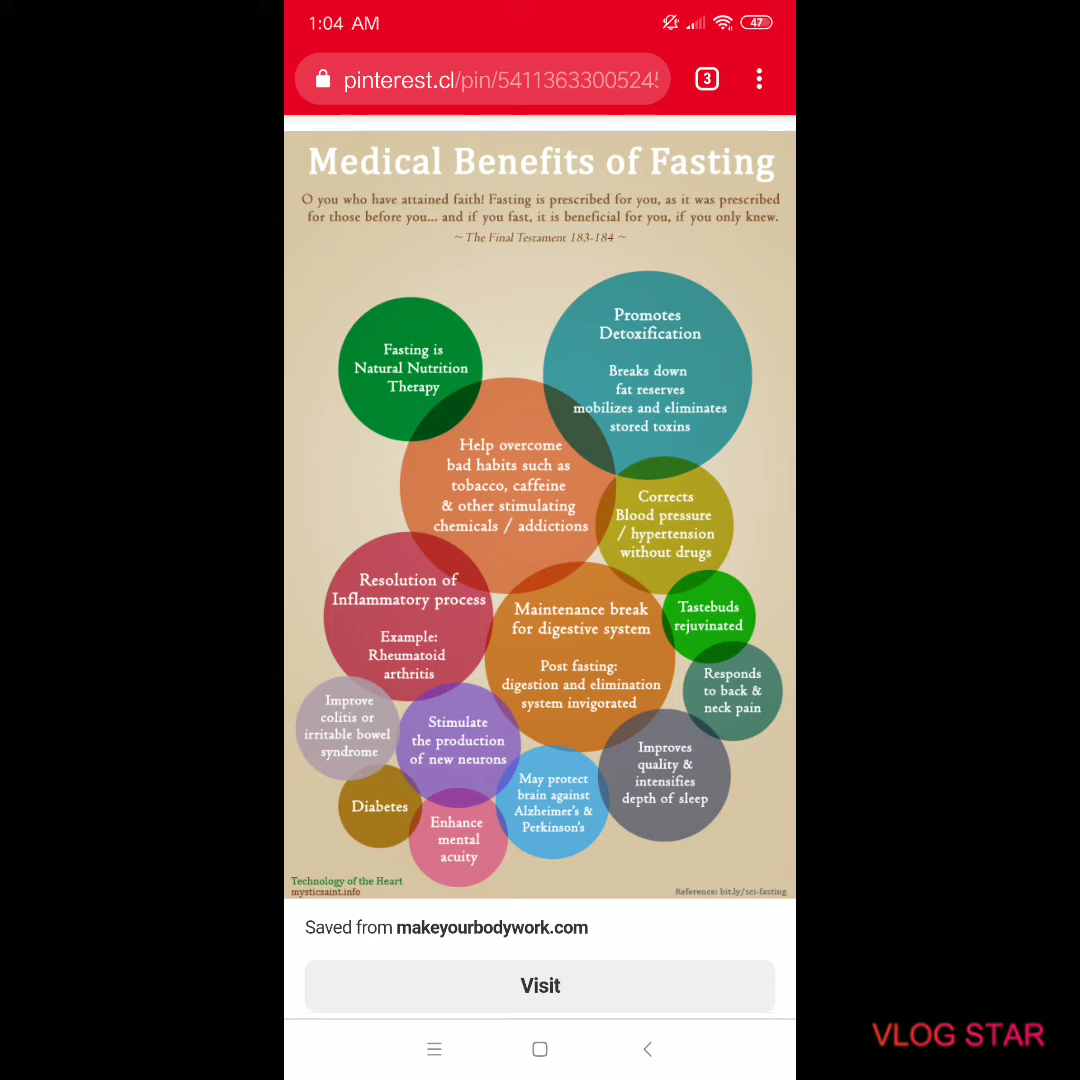 1:04 AM
47
pinterest.cl/pin/5411363300524
3
Medical Benefits of Fasting
O you who have attained faith! Fasting is prescribed for you, as it was prescribed
for those before you... and if you fast, it is beneficial for you, if you only knew.
~ The Final Testament 183-184 ~
Fasting is
Natural Nutrition
Therapy
Promotes
Detoxification
Breaks down
fat reserves
mobilizes and eliminates
stored toxins
Help overcome
bad habits such as
tobacco, caffeine
& other stimulating
chemicals / addictions
Corrects
Blood pressure
/ hypertension
without drugs
Resolution of
Inflammatory process
Example:
Rheumatoid
arthritis
Maintenance break
for digestive system
Post fasting:
digestion and elimination
system invigorated
Tastebuds
rejuvinated
Responds
to back &
neck pain
Improve
colitis or
irritable bowel
syndrome
Stimulate
the production
of new neurons
Improves
quality &
intensifies
depth of sleep
Diabetes
May protect
brain against
Alzheimer's &
Perkinson's
Enhance
mental
acuity
Technology of the Heart
mysticsaint.info
Reference: bit.ly/sci-fasting
Saved from makeyourbodywork.com
Visit
VLOG STAR